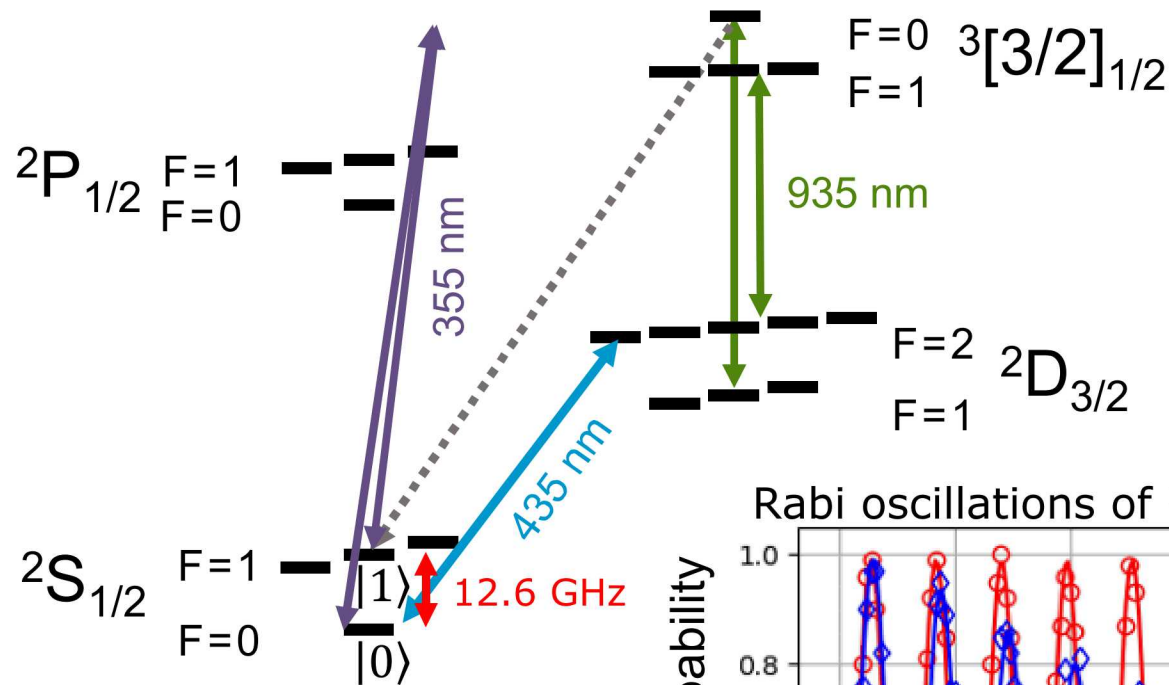 F=0
³[3/2]₁/₂
F=1
²P₁/₂
F=1
F=0
355 nm
935 nm
F=2
²D₃/₂
F=1
435 nm
²S₁/₂
F=1
|1⟩
12.6 GHz
F=0
|0⟩
Rabi oscillations of
1.0
0.8